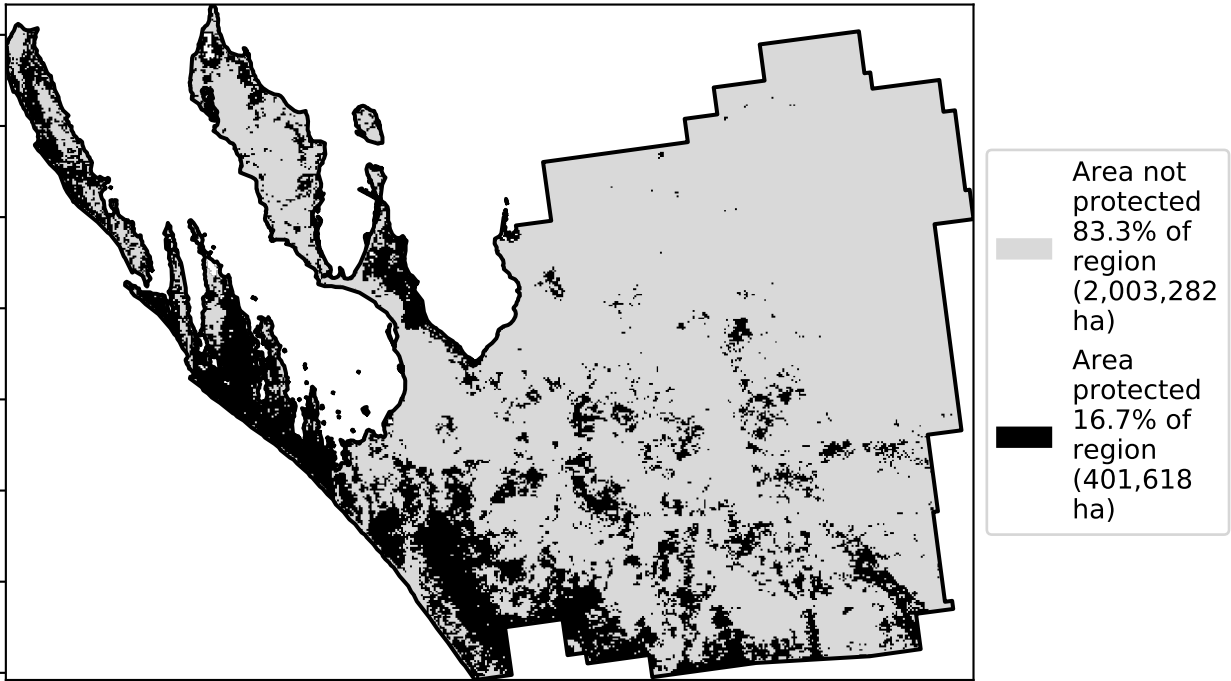 Area not
protected
83.3% of
region
(2,003,282
ha)
Area
protected
16.7% of
region
(401,618
ha)